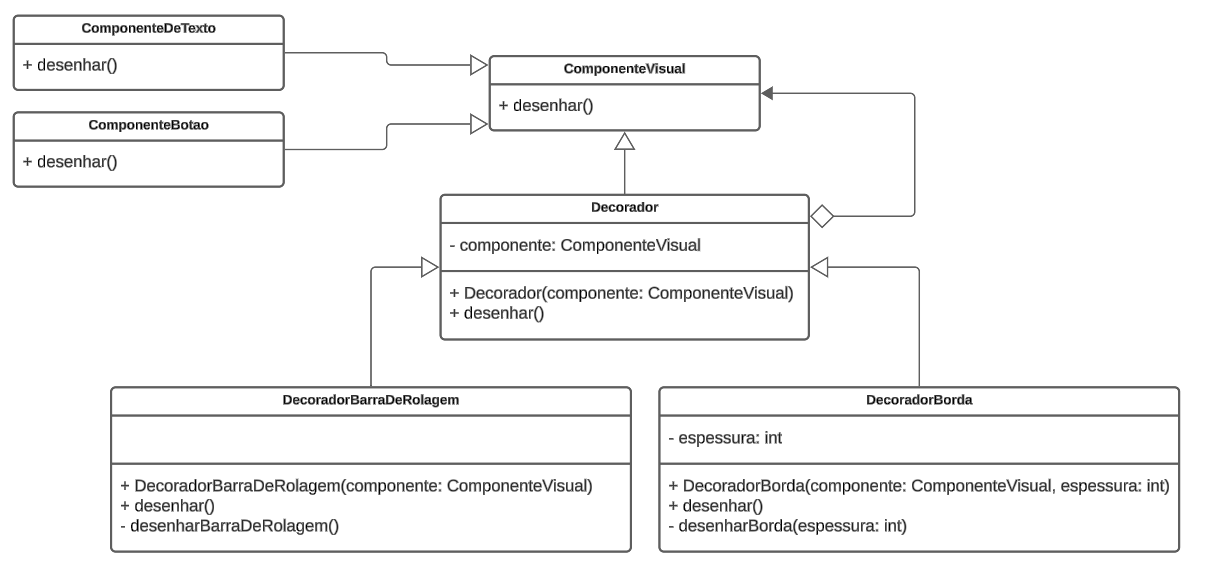 ComponenteDeTexto
+ desenhar()
ComponenteBotao
+ desenhar()
ComponenteVisual
+ desenhar()
Decorador
- componente: ComponenteVisual
+ Decorador(componente: ComponenteVisual)
+ desenhar()
DecoradorBarraDeRolagem
+ DecoradorBarraDeRolagem(componente: ComponenteVisual)
+ desenhar()
- desenharBarraDeRolagem()
DecoradorBorda
- espessura: int
+ DecoradorBorda(componente: ComponenteVisual, espessura: int)
+ desenhar()
- desenharBorda(espessura: int)